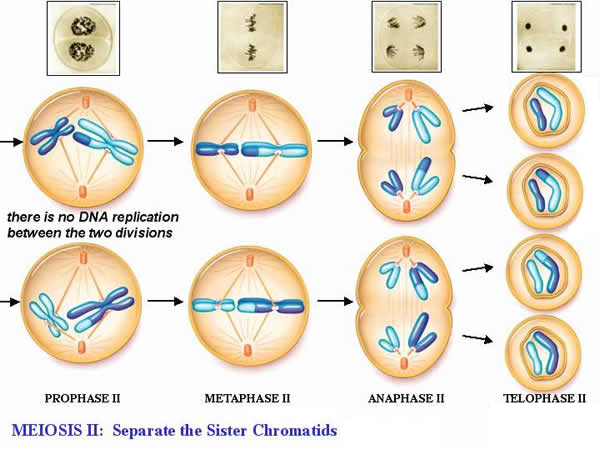 there is no DNA replication
between the two divisions
PROPHASE II
METAPHASE II
ANAPHASE II
TELOPHASE II
MEIOSIS II: Separate the Sister Chromatids